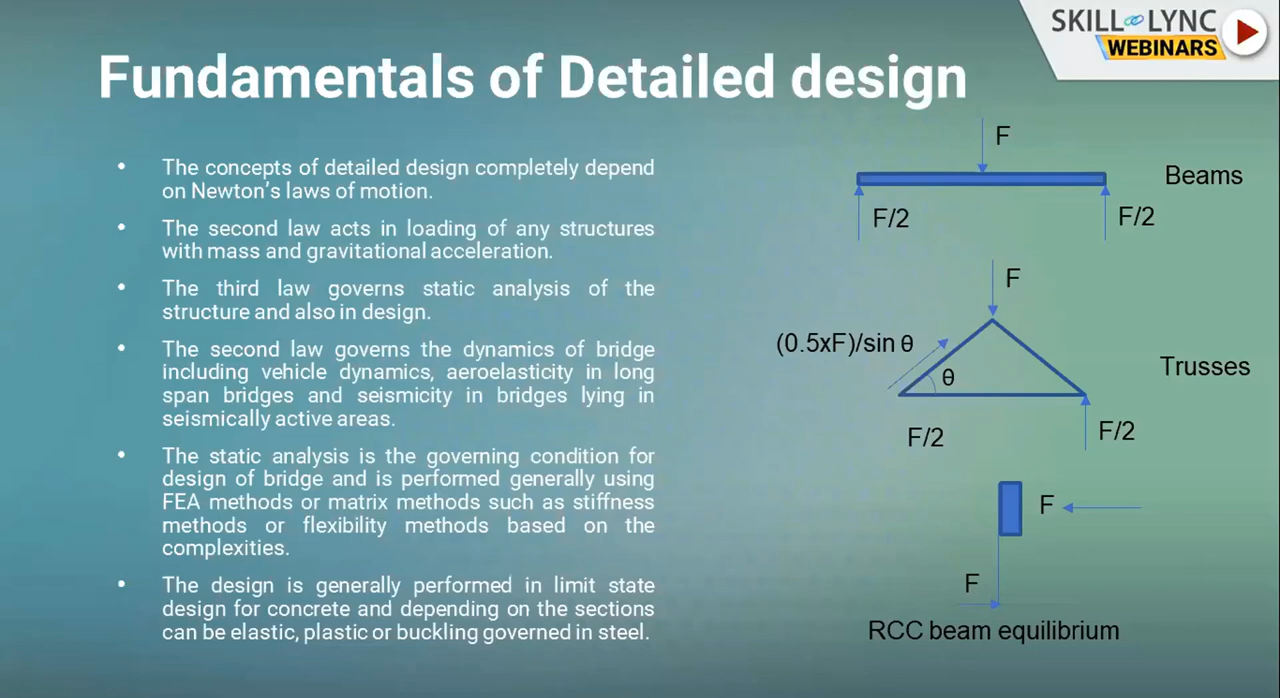 SKILL LYNC
WEBINARS
Fundamentals of Detailed design
• The concepts of detailed design completely depend
on Newton's laws of motion.
• The second law acts in loading of any structures
with mass and gravitational acceleration.
• The third law governs static analysis of the
structure and also in design.
• The second law governs the dynamics of bridge
including vehicle dynamics, aeroelasticity in long
span bridges and seismicity in bridges lying in
seismically active areas.
• The static analysis is the governing condition for
design of bridge and is performed generally using
FEA methods or matrix methods such as stiffness
methods or flexibility methods based on the
complexities.
• The design is generally performed in limit state
design for concrete and depending on the sections
can be elastic, plastic or buckling governed in steel.
F
Beams
F/2
F/2
F
(0.5xF)/sin θ
θ
Trusses
F/2
F/2
F
F
RCC beam equilibrium